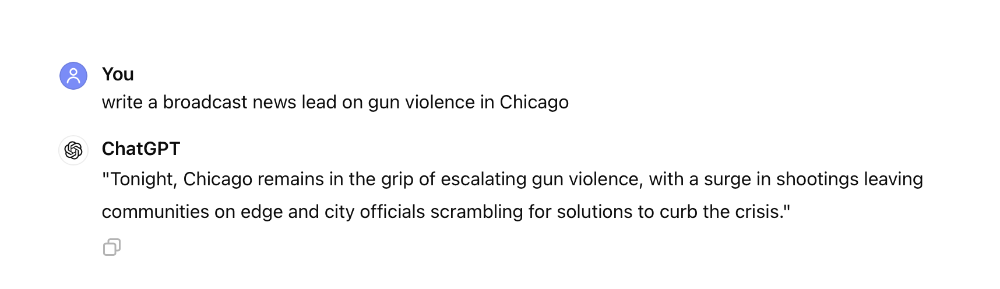 You
write a broadcast news lead on gun violence in Chicago
ChatGPT
"Tonight, Chicago remains in the grip of escalating gun violence, with a surge in shootings leaving
communities on edge and city officials scrambling for solutions to curb the crisis."